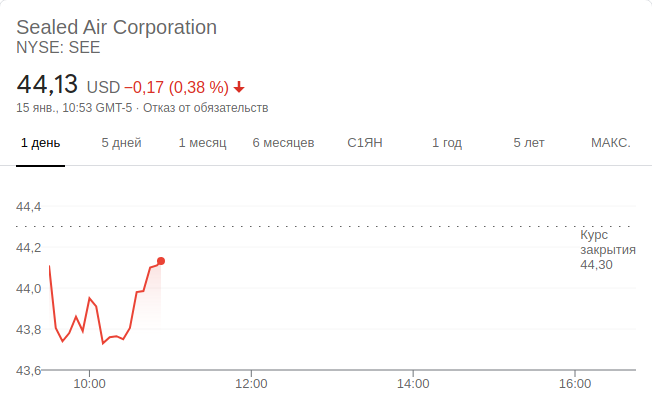 Sealed Air Corporation
NYSE: SEE
44,13 USD −0,17 (0,38 %)
15 янв., 10:53 GMT-5 · Отказ от обязательств
1 день 5 дней 1 месяц 6 месяцев С1ЯН 1 год 5 лет МАКС.
44,4
Курс
44,2 закрытия
44,30
44,0
43,8
43,6
10:00 12:00 14:00 16:00